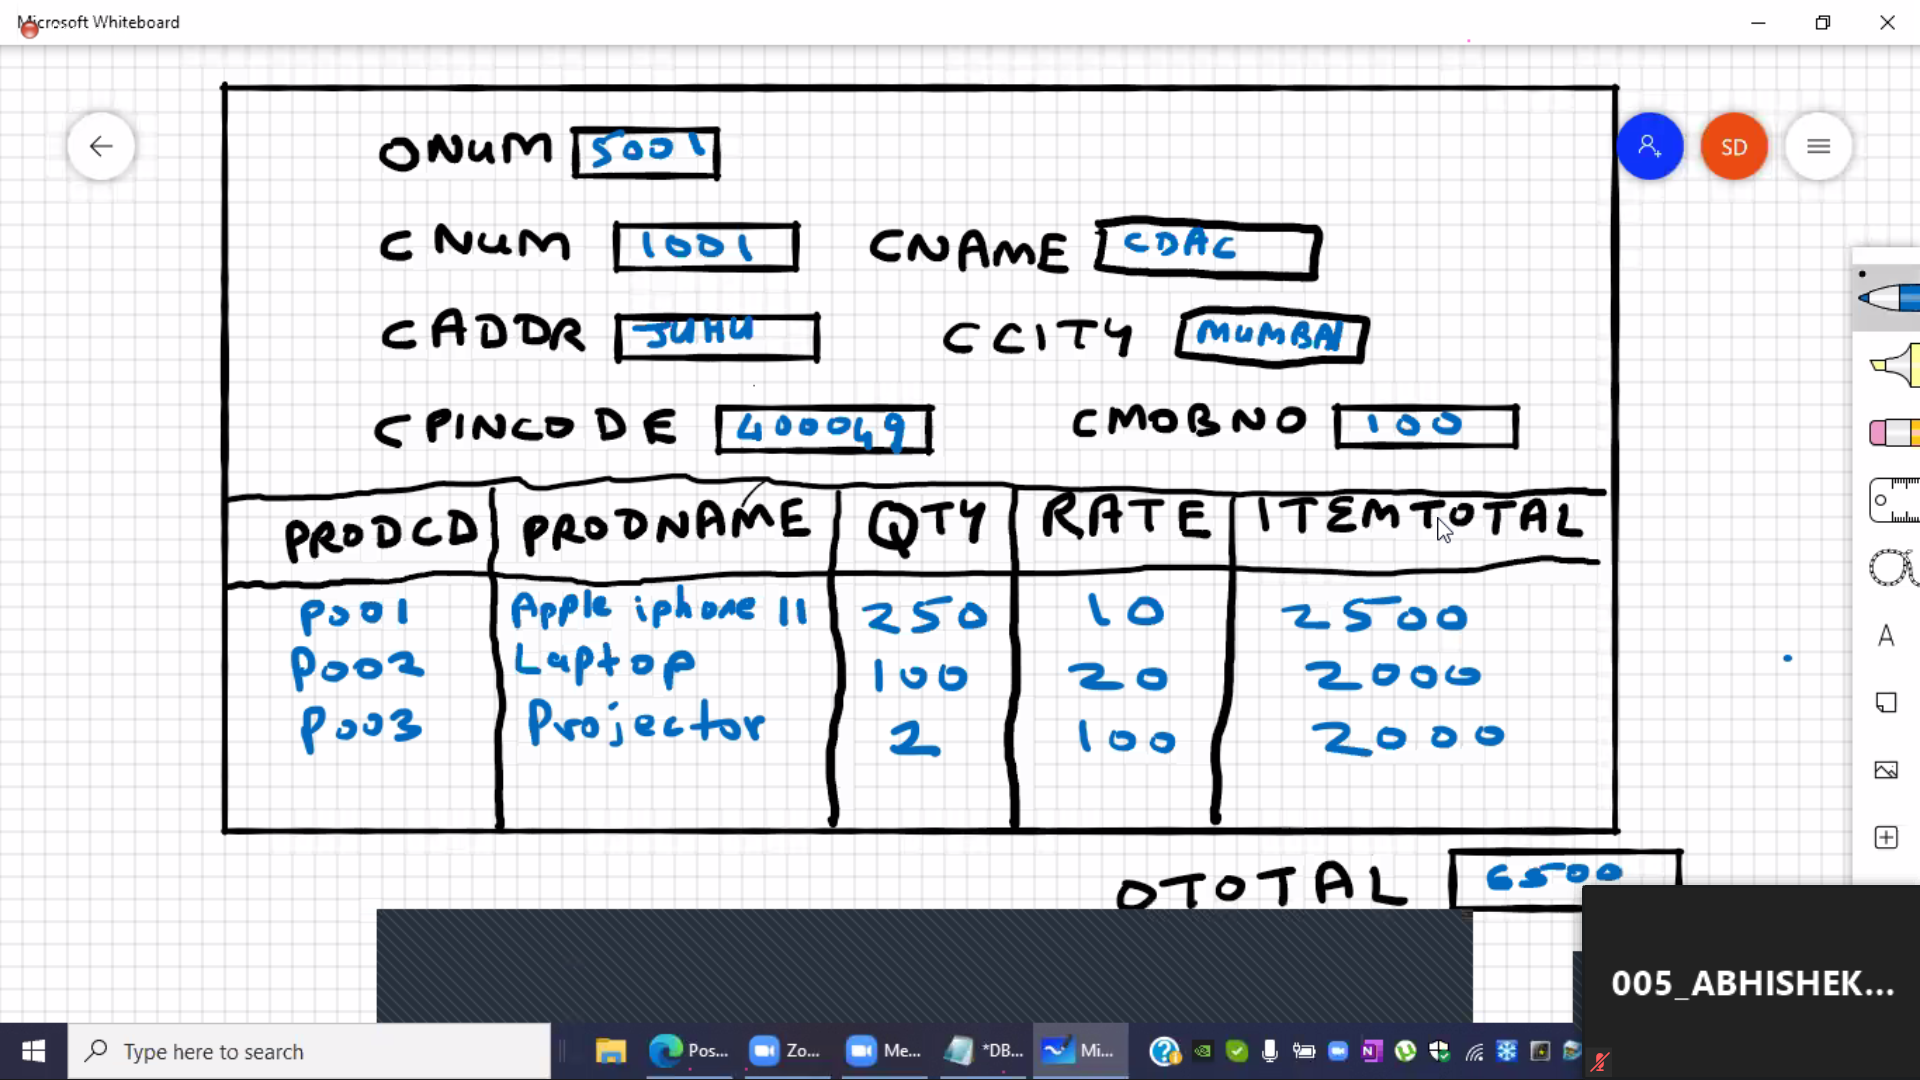 Microsoft Whiteboard
ONUM 5001
SD
CNUM 1001 CNAME CDAC
CADDR JUHU CCITY MUMBAI
CPINCODE 400049 CMOBNO 100
PRODCD PRODNAME QTY RATE ITEMTOTAL
P001 Apple iphone 11 250 10 2500
P002 Laptop 100 20 2000
P003 Projector 2 100 2000
A
OTOTAL 6500
005_ABHISHEK...
Type here to search
Pos...
Zo...
Me...
*DB...
Mi...